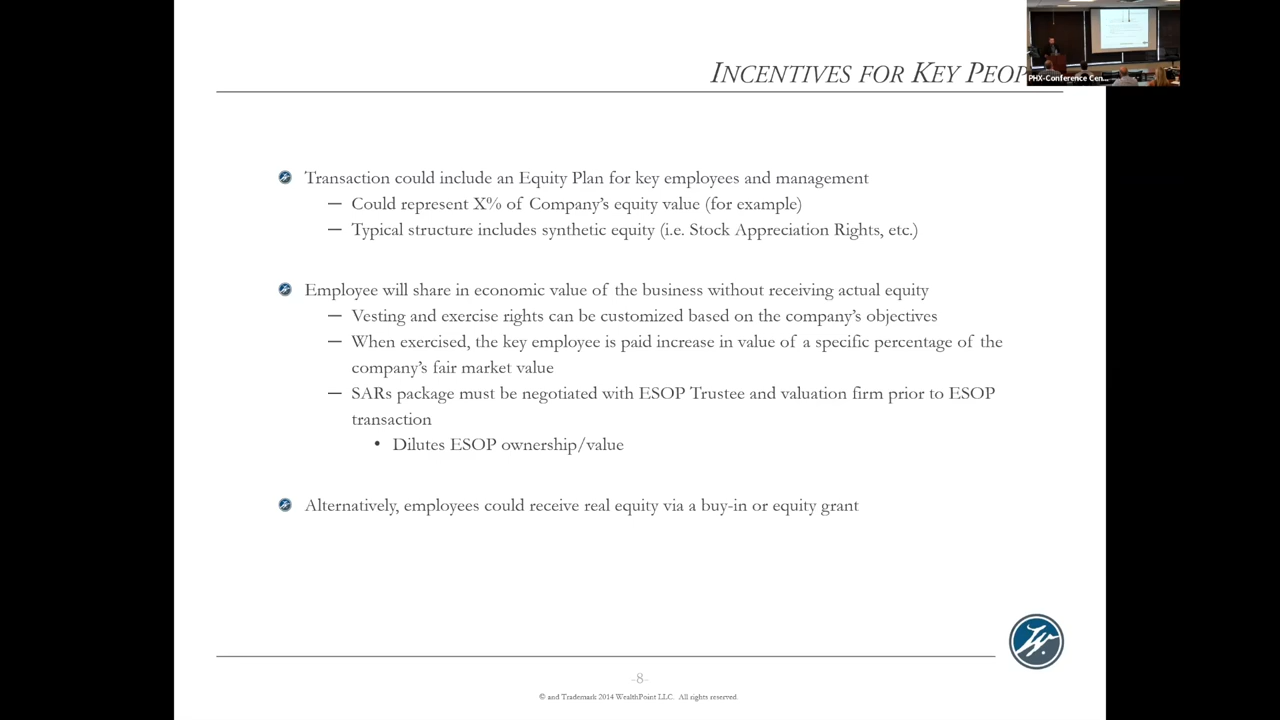 INCENTIVES FOR KEY PEOP
PHX-Conference Cen...
Transaction could include an Equity Plan for key employees and management
— Could represent X% of Company's equity value (for example)
— Typical structure includes synthetic equity (i.e. Stock Appreciation Rights, etc.)
Employee will share in economic value of the business without receiving actual equity
— Vesting and exercise rights can be customized based on the company's objectives
— When exercised, the key employee is paid increase in value of a specific percentage of the
company's fair market value
— SARs package must be negotiated with ESOP Trustee and valuation firm prior to ESOP
transaction
• Dilutes ESOP ownership/value
Alternatively, employees could receive real equity via a buy-in or equity grant
-8-
© and Trademark 2014 WealthPoint LLC. All rights reserved.